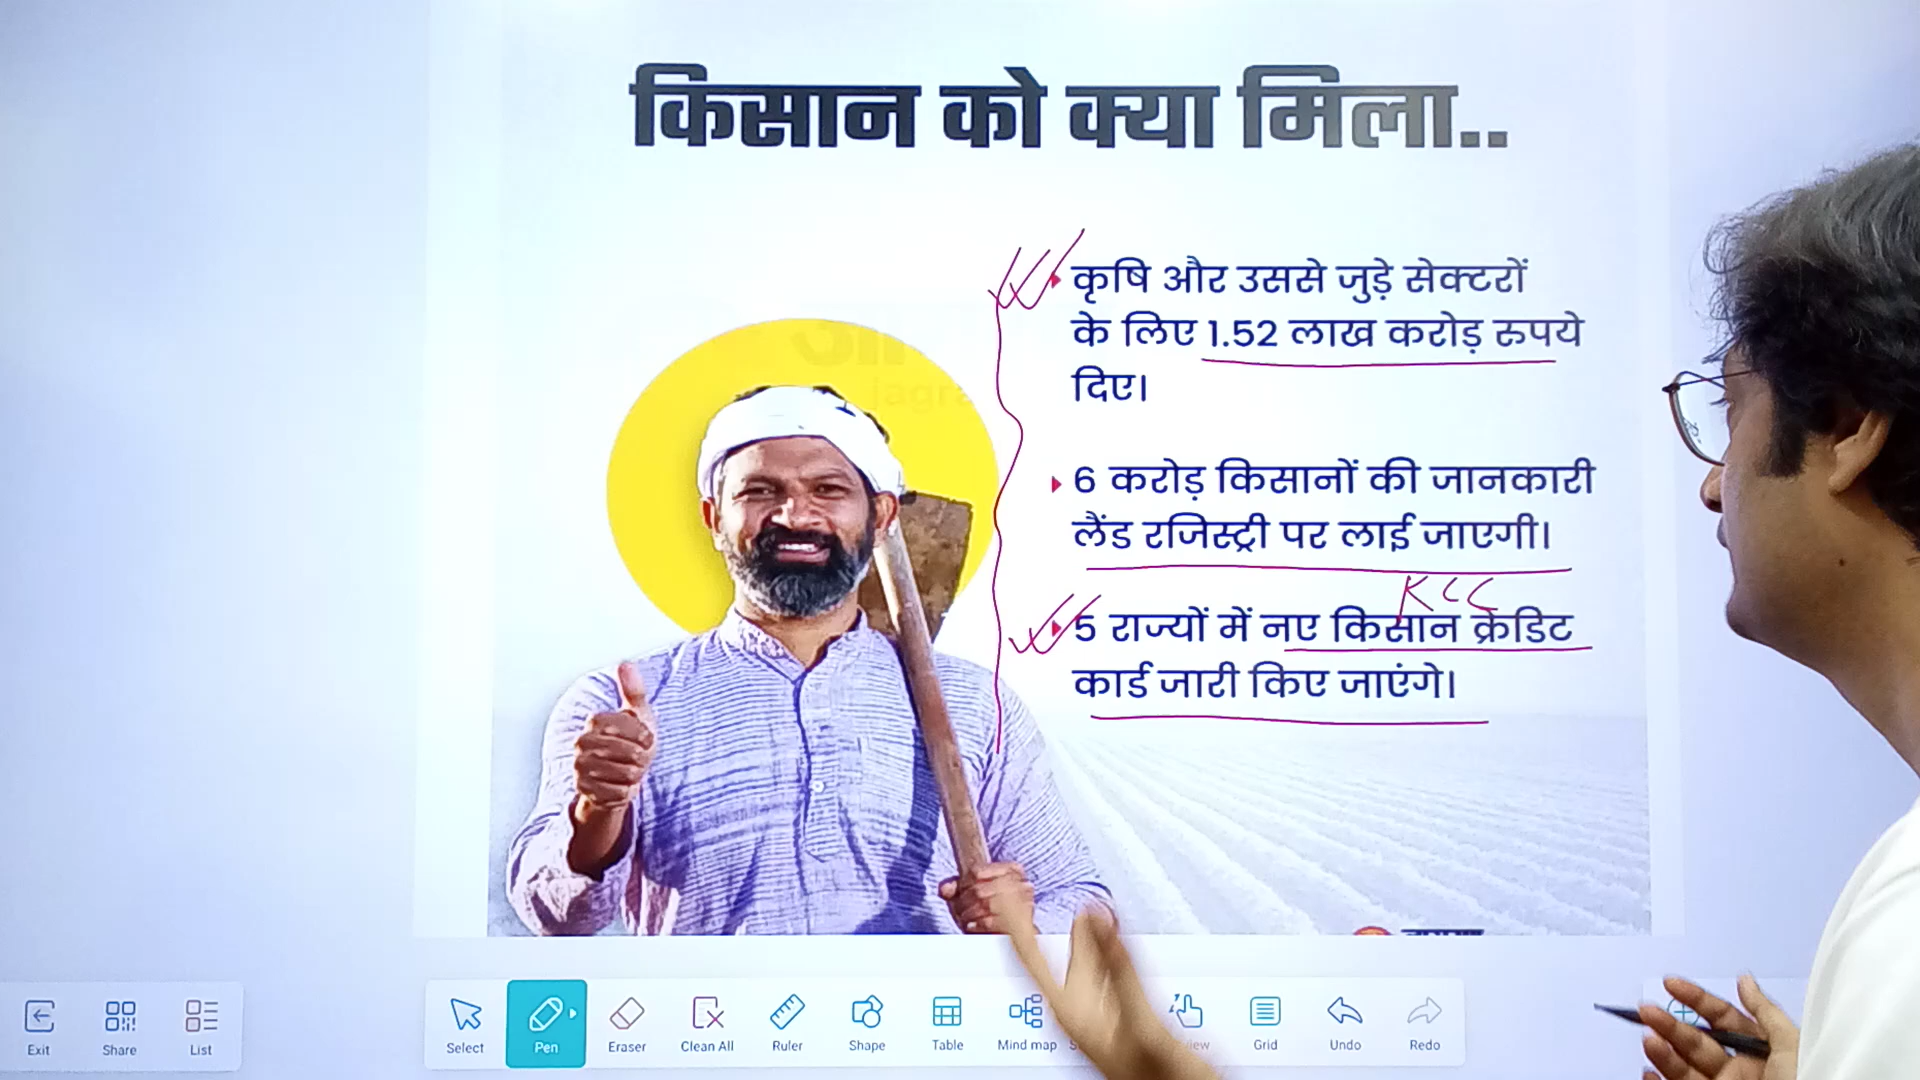 किसान को क्या मिला..
कृषि और उससे जुड़े सेक्टरों
के लिए 1.52 लाख करोड़ रुपये
दिए।
6 करोड़ किसानों की जानकारी
लैंड रजिस्ट्री पर लाई जाएगी।
KCC
5 राज्यों में नए किसान क्रेडिट
कार्ड जारी किए जाएंगे।
Exit Share List Select Pen Eraser Clean All Ruler Shape Table Mind map Grid Undo Redo